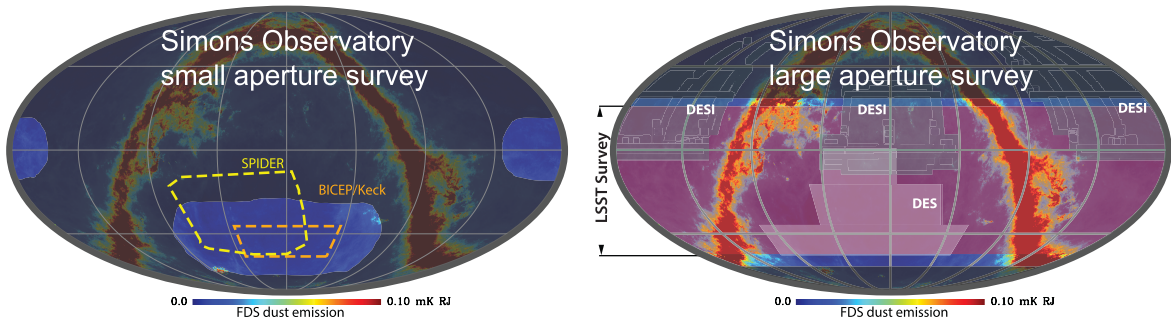 Simons Observatory
small aperture survey
SPIDER
BICEP/Keck
0.0
0.10 mK RJ
FDS dust emission
Simons Observatory
large aperture survey
DESI
DESI
DESI
LSST Survey
DES
0.0
0.10 mK RJ
FDS dust emission